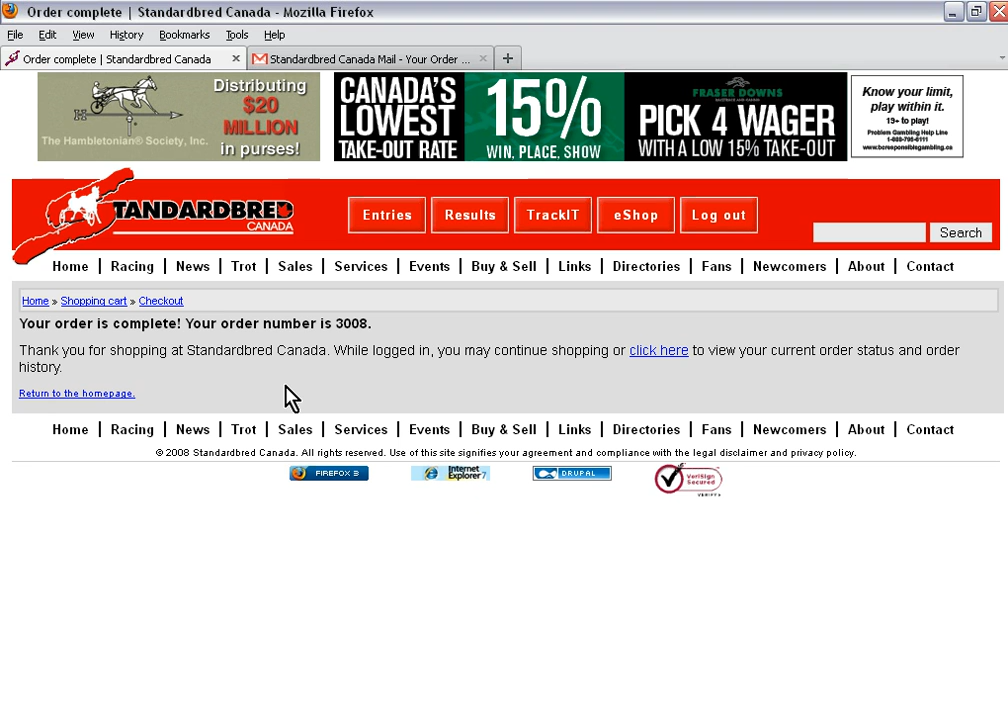 Order complete | Standardbred Canada - Mozilla Firefox
File Edit View History Bookmarks Tools Help
Order complete | Standardbred Canada
Standardbred Canada Mail - Your Order ...
The Hambletonian® Society, Inc.
Distributing
$20
MILLION
in purses!
CANADA'S
LOWEST
TAKE-OUT RATE
15%
WIN, PLACE, SHOW
FRASER DOWNS
PICK 4 WAGER
WITH A LOW 15% TAKE-OUT
Know your limit,
play within it.
19+ to play!
Problem Gambling Help Line
1-888-795-6111
www.bcresponsiblegambling.ca
TANDARDBRED
CANADA
Entries Results TrackIT eShop Log out
Search
Home | Racing | News | Trot | Sales | Services | Events | Buy & Sell | Links | Directories | Fans | Newcomers | About | Contact
Home » Shopping cart » Checkout
Your order is complete! Your order number is 3008.
Thank you for shopping at Standardbred Canada. While logged in, you may continue shopping or click here to view your current order status and order
history.
Return to the homepage.
Home | Racing | News | Trot | Sales | Services | Events | Buy & Sell | Links | Directories | Fans | Newcomers | About | Contact
© 2008 Standardbred Canada. All rights reserved. Use of this site signifies your agreement and compliance with the legal disclaimer and privacy policy.
FIREFOX 3
Internet
Explorer 7
DRUPAL
VeriSign
Secured
VERIFY